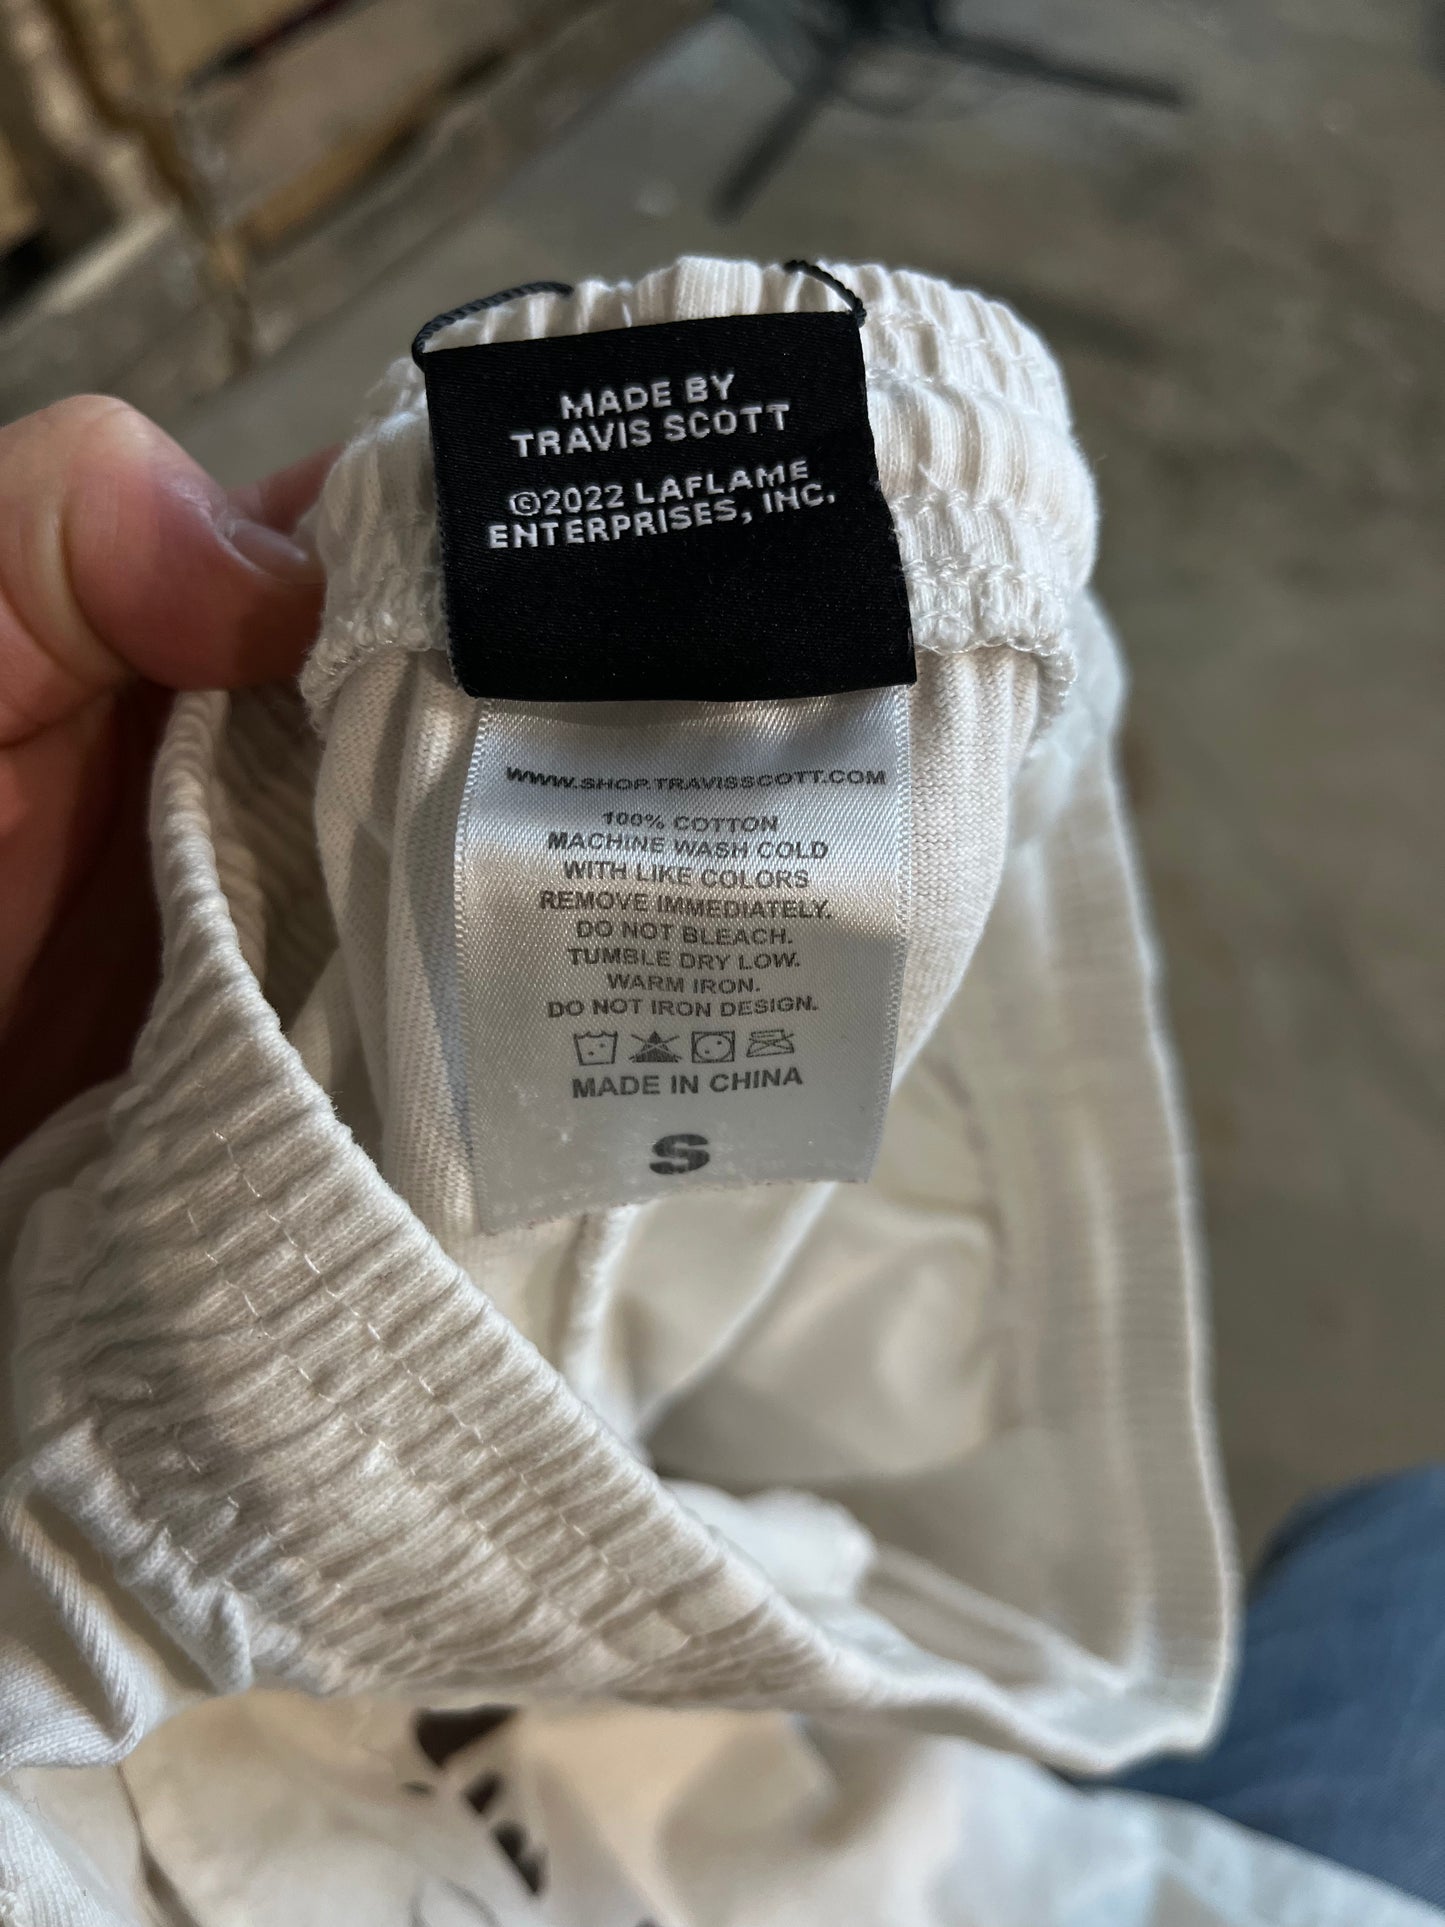 MADE BY
TRAVIS SCOTT
©2022 LAFLAME
ENTERPRISES, INC.
WWW.SHOP.TRAVISSCOTT.COM
100% COTTON
MACHINE WASH COLD
WITH LIKE COLORS
REMOVE IMMEDIATELY.
DO NOT BLEACH.
TUMBLE DRY LOW.
WARM IRON.
DO NOT IRON DESIGN.
MADE IN CHINA
S